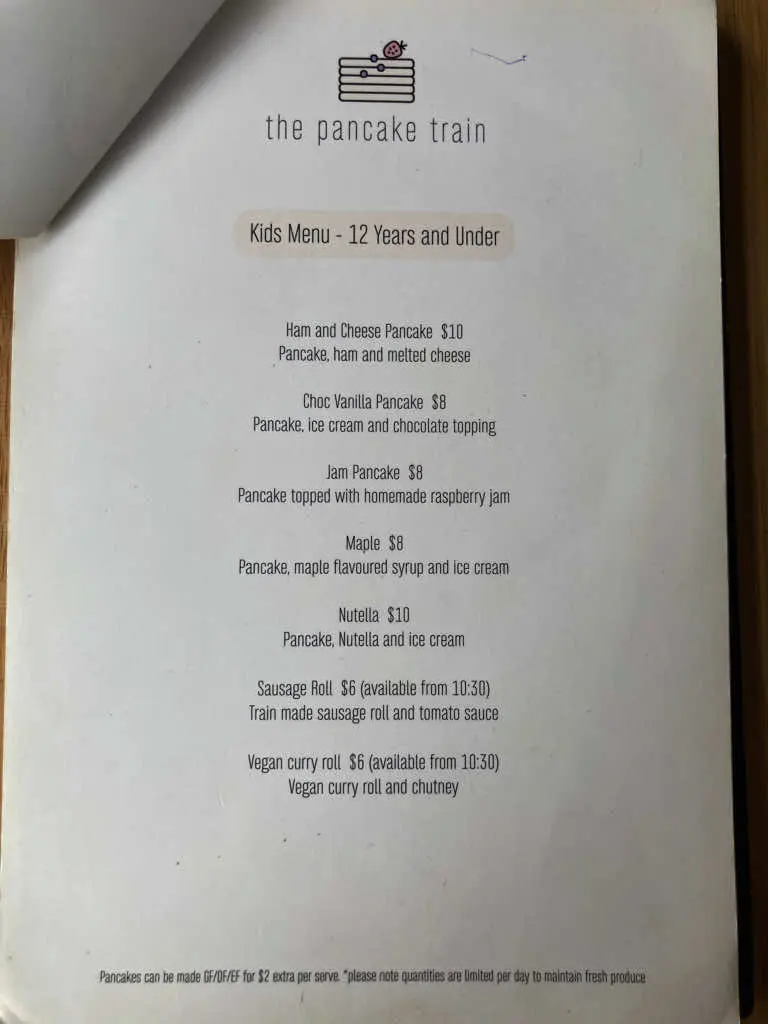 the pancake train
Kids Menu - 12 Years and Under
Ham and Cheese Pancake $10
Pancake, ham and melted cheese
Choc Vanilla Pancake $8
Pancake, ice cream and chocolate topping
Jam Pancake $8
Pancake topped with homemade raspberry jam
Maple $8
Pancake, maple flavoured syrup and ice cream
Nutella $10
Pancake, Nutella and ice cream
Sausage Roll $6 (available from 10:30)
Train made sausage roll and tomato sauce
Vegan curry roll $6 (available from 10:30)
Vegan curry roll and chutney
Pancakes can be made GF/DF/EF for $2 extra per serve. *please note quantities are limited per day to maintain fresh produce